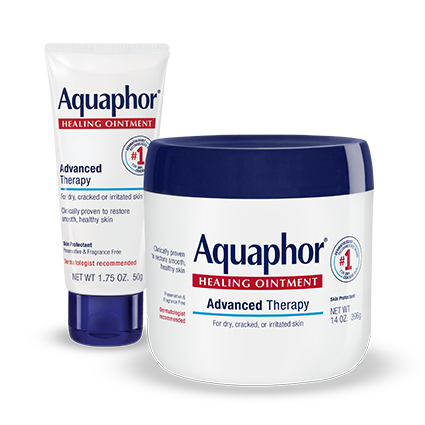 Aquaphor®
HEALING OINTMENT
#1
Advanced
Therapy
For dry, cracked or irritated skin
Clinically proven to restore
smooth, healthy skin
Skin Protectant
Preservative & Fragrance Free
Dermatologist recommended
NET WT 1.75 OZ. 50g
Aquaphor®
HEALING OINTMENT
Advanced Therapy
For dry, cracked, or irritated skin
Clinically proven
to restore smooth,
healthy skin
Preservative &
Fragrance Free
Dermatologist
recommended
#1
Skin Protectant
NET WT
14 OZ. 396g